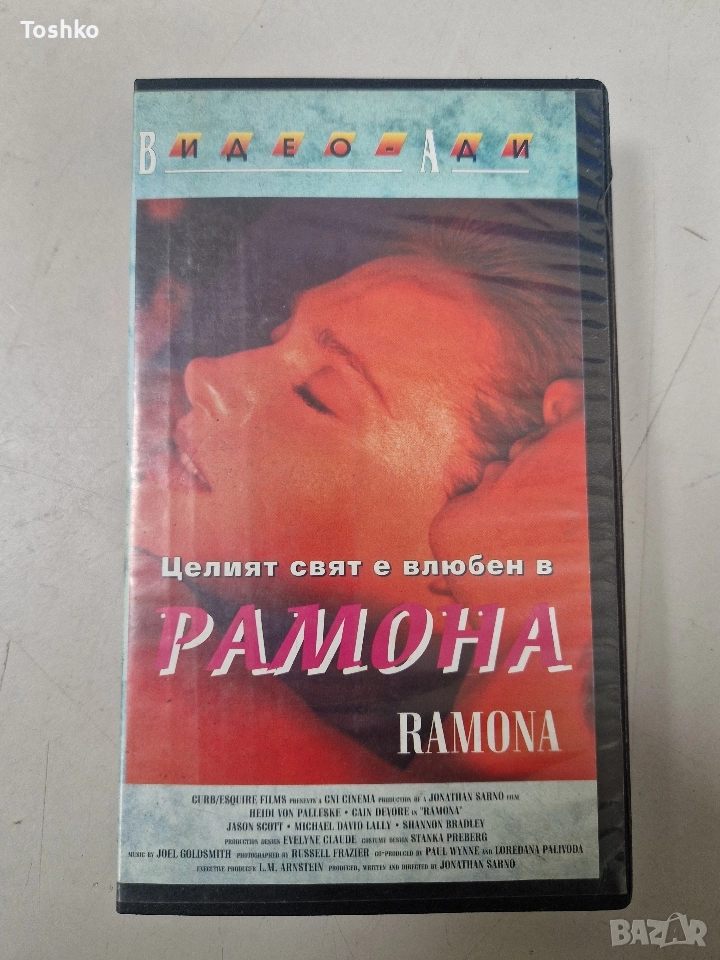 Toshko
ВИДЕО-АДИ
Целият свят е влюбен в
РАМОНА
RAMONA
CURB/ESQUIRE FILMS PRESENTS A GNI CINEMA PRODUCTION OF A JONATHAN SARNO FILM
HEIDI VON PALLESKE · CAIN DEVORE IN "RAMONA"
JASON SCOTT · MICHAEL DAVID LALLY · SHANNON BRADLEY
PRODUCTION DESIGN EVELYNE CLAUDE COSTUME DESIGN STANKA PREBERG
MUSIC BY JOEL GOLDSMITH PHOTOGRAPHED BY RUSSELL FRAZIER CO-PRODUCED BY PAUL WYNNE AND LOREDANA PALIVODA
EXECUTIVE PRODUCER L.M. ARNSTEIN PRODUCED, WRITTEN AND DIRECTED BY JONATHAN SARNO
BAZAR